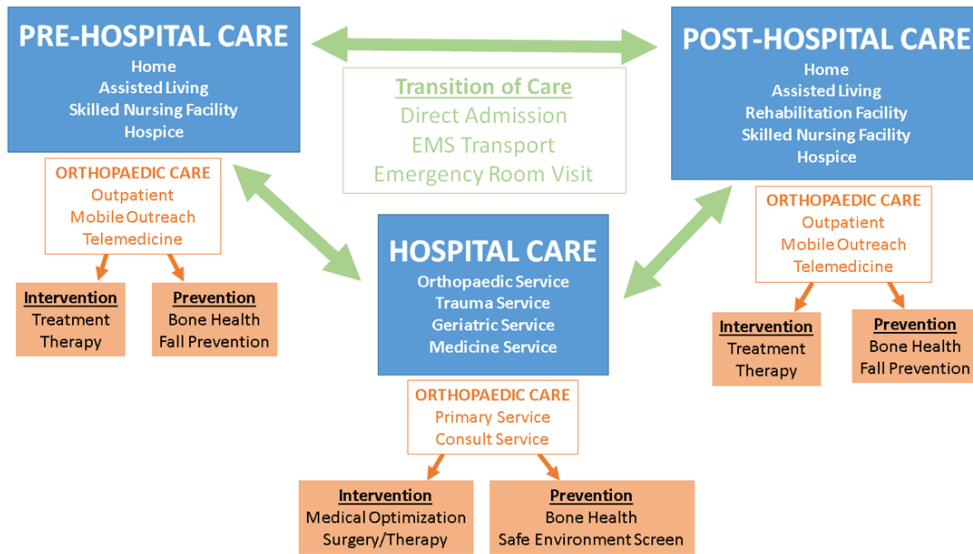 PRE-HOSPITAL CARE
Home
Assisted Living
Skilled Nursing Facility
Hospice
ORTHOPAEDIC CARE
Outpatient
Mobile Outreach
Telemedicine
Intervention
Treatment
Therapy
Prevention
Bone Health
Fall Prevention
Transition of Care
Direct Admission
EMS Transport
Emergency Room Visit
HOSPITAL CARE
Orthopaedic Service
Trauma Service
Geriatric Service
Medicine Service
ORTHOPAEDIC CARE
Primary Service
Consult Service
Intervention
Medical Optimization
Surgery/Therapy
Prevention
Bone Health
Safe Environment Screen
POST-HOSPITAL CARE
Home
Assisted Living
Rehabilitation Facility
Skilled Nursing Facility
Hospice
ORTHOPAEDIC CARE
Outpatient
Mobile Outreach
Telemedicine
Intervention
Treatment
Therapy
Prevention
Bone Health
Fall Prevention